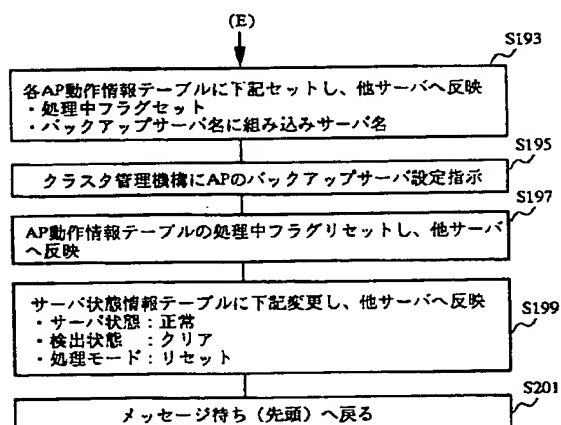 (E)
S193
各AP動作情報テーブルに下記セットし、他サーバへ反映
・処理中フラグセット
・バックアップサーバ名に組み込みサーバ名
S195
クラスタ管理機構にAPのバックアップサーバ設定指示
S197
AP動作情報テーブルの処理中フラグリセットし、他サーバ
へ反映
サーバ状態情報テーブルに下記変更し、他サーバへ反映
・サーバ状態：正常
・検出状態　：クリア
・処理モード：リセット
S199
S201
メッセージ待ち（先頭）へ戻る